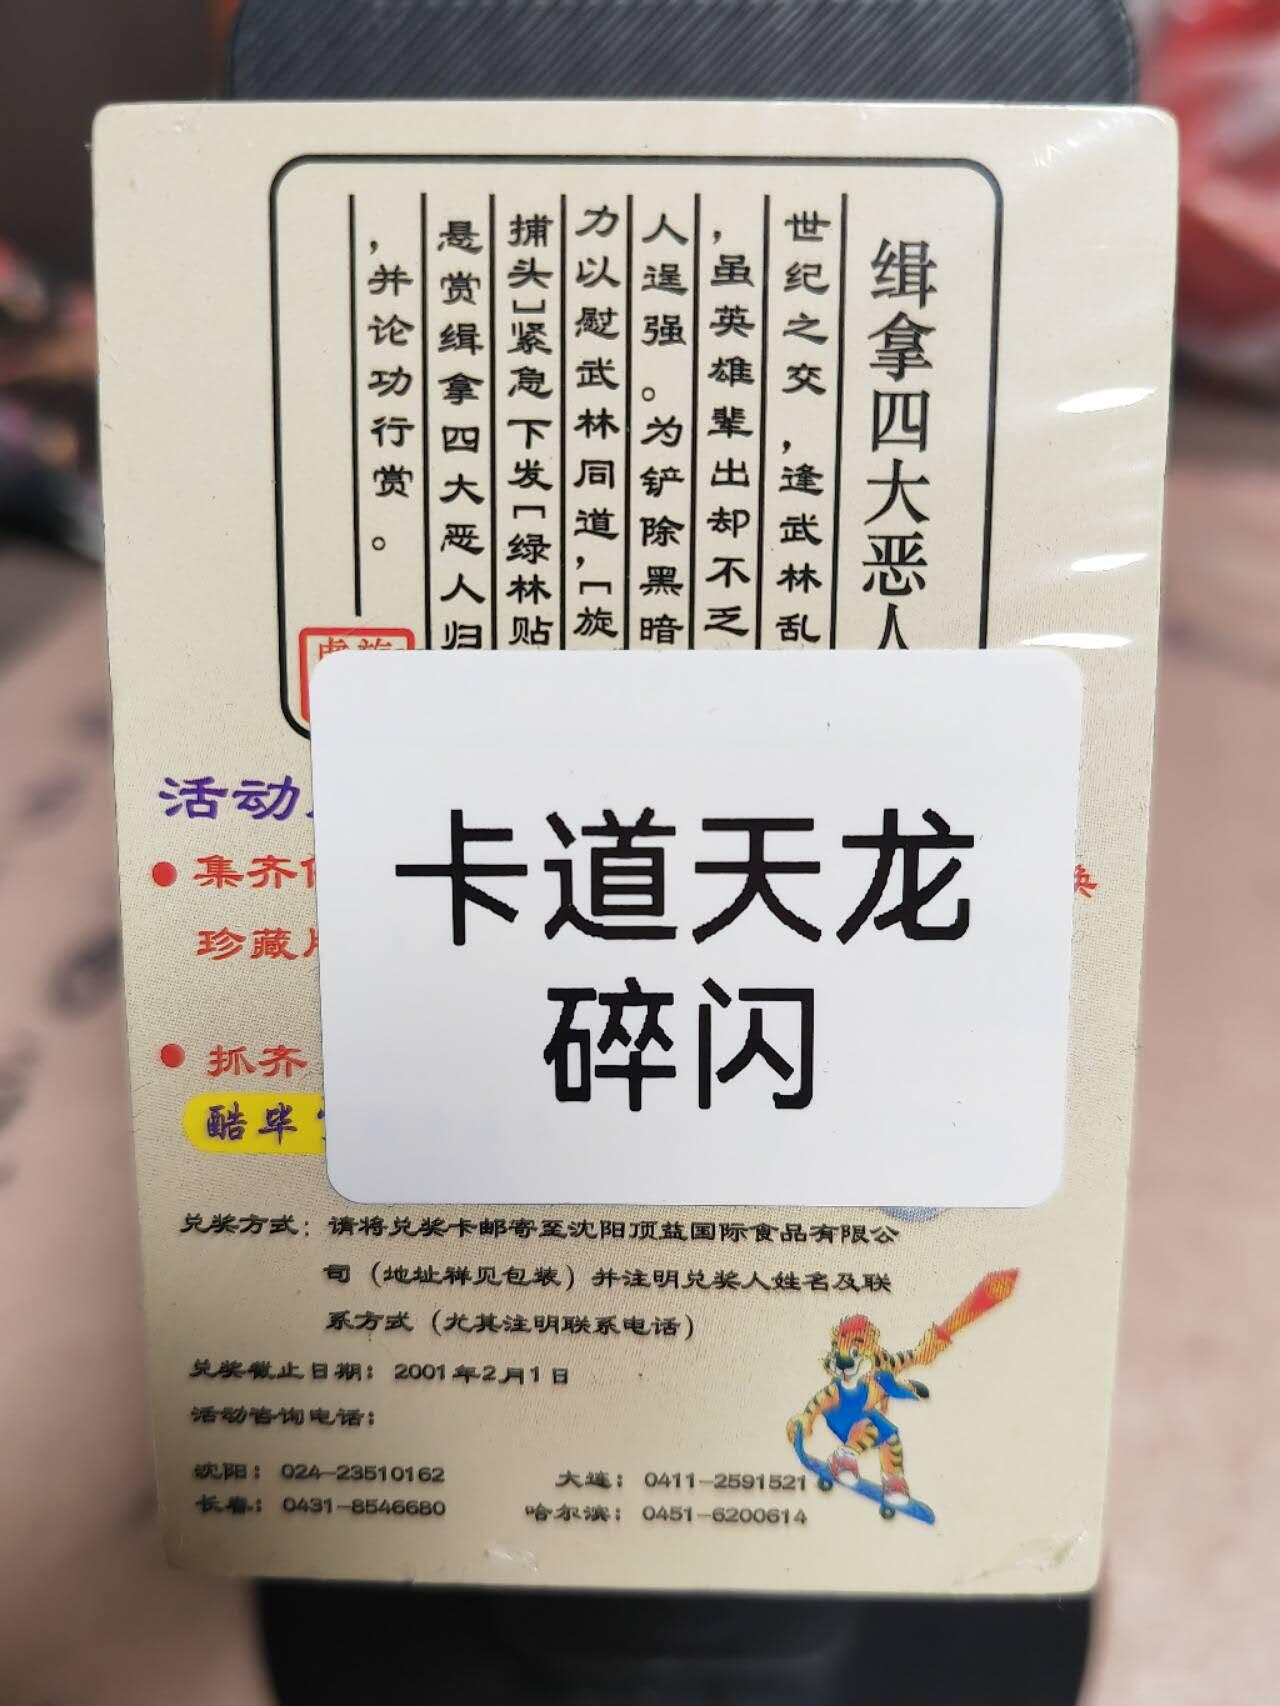 缉拿四大恶人
世纪之交,逢武林乱
,虽英雄辈出却不乏
人逞强。为铲除黑暗
力以慰武林同道,[旋
捕头]紧急下发[绿林贴
悬赏缉拿四大恶人归
,并论功行赏。
活动
集齐
换
珍藏
抓齐
酷毕
卡道天龙
碎闪
兑奖方式:请将兑奖卡邮寄至沈阳顶益国际食品有限公
司(地址祥见包装)并注明兑奖人姓名及联
系方式(尤其注明联系电话)
兑奖截止日期:2001年2月1日
活动咨询电话:
沈阳:024-23510162 大连:0411-2591521
长春:0431-8546680 哈尔滨:0451-6200614